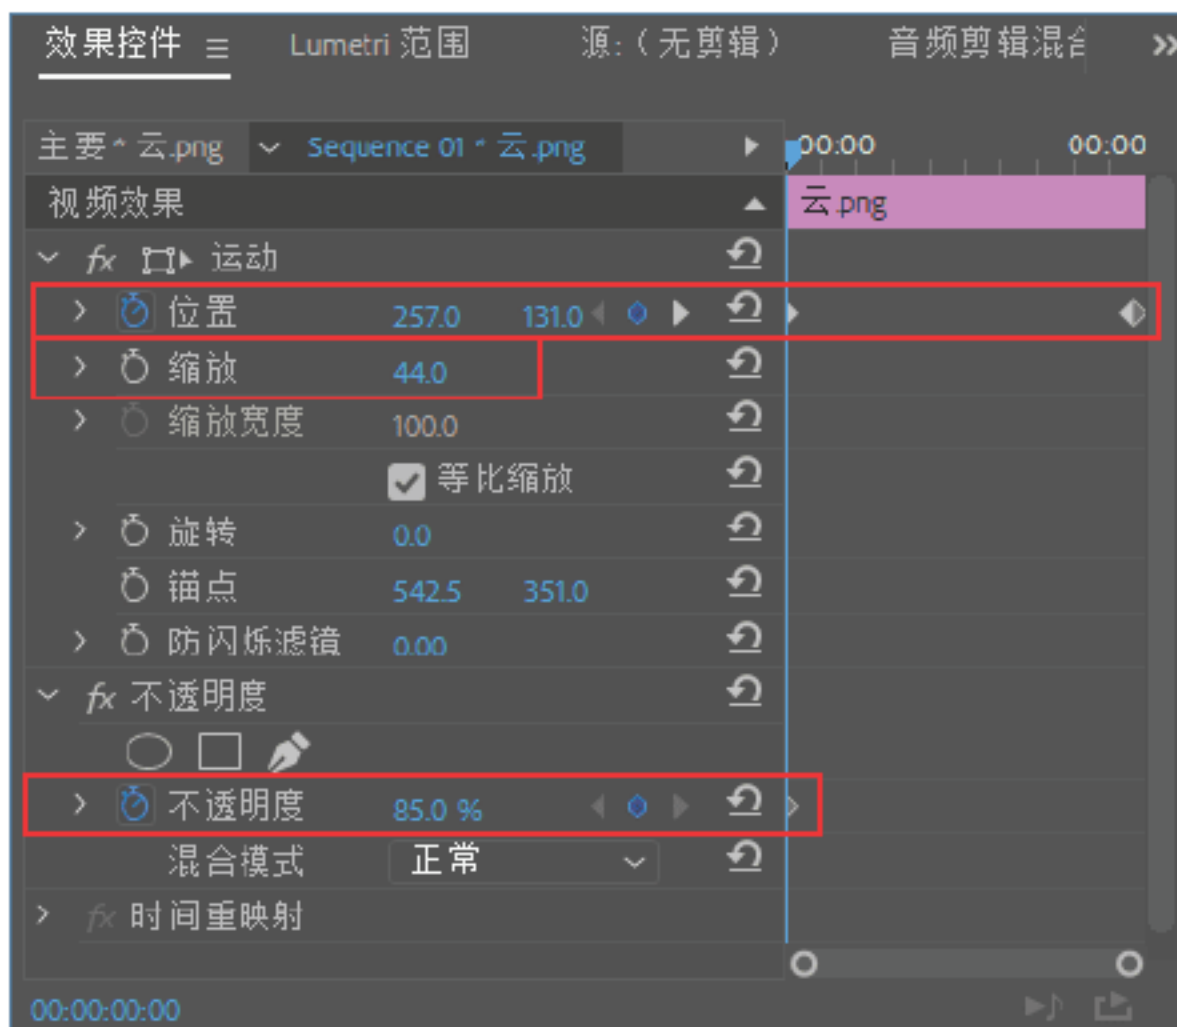 效果控件 Lumetri 范围 源:（无剪辑） 音频剪辑混合
主要 * 云.png Sequence 01 * 云.png 00:00 00:00
视频效果 云.png
fx 运动
位置 257.0 131.0
缩放 44.0
缩放宽度 100.0
等比缩放
旋转 0.0
锚点 542.5 351.0
防闪烁滤镜 0.00
fx 不透明度
不透明度 85.0 %
混合模式 正常
fx 时间重映射
00:00:00:00